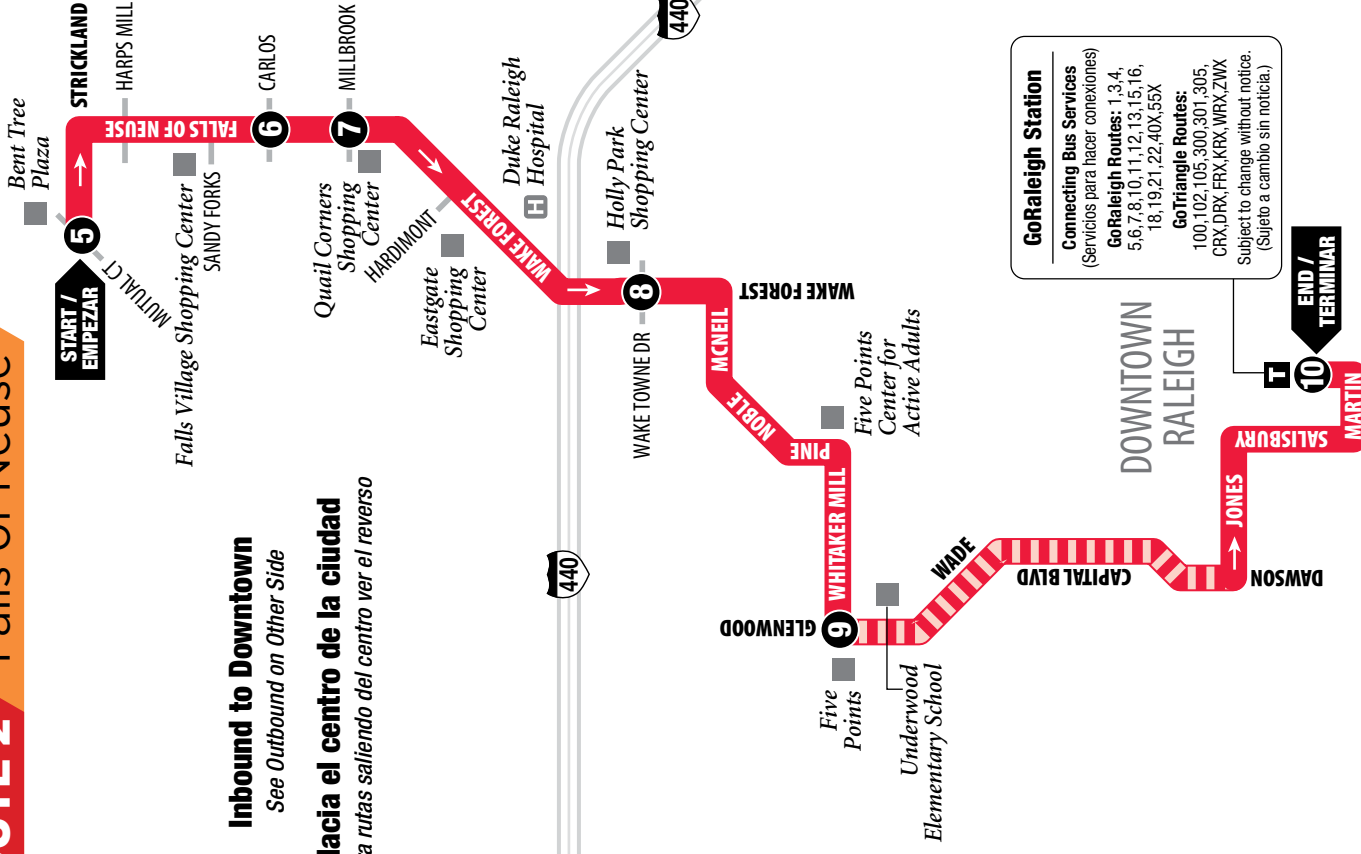 UTE 2
Falls of Neuse
Inbound to Downtown
See Outbound on Other Side
Hacia el centro de la ciudad
a rutas saliendo del centro ver el reverso
START /
EMPEZAR
5
Bent Tree
Plaza
MUTUAL CT
STRICKLAND
HARPS MILL
FALLS OF NEUSE
Falls Village Shopping Center
SANDY FORKS
CARLOS
6
MILLBROOK
7
Quail Corners
Shopping
Center
HARDIMONT
WAKE FOREST
Eastgate
Shopping
Center
H
Duke Raleigh
Hospital
440
440
Holly Park
Shopping Center
8
WAKE TOWNE DR
WAKE FOREST
MCNEIL
NOBLE
PINE
Five Points
Center for
Active Adults
WHITAKER MILL
GLENWOOD
9
Five
Points
Underwood
Elementary School
WADE
CAPITAL BLVD
DAWSON
JONES
SALISBURY
MARTIN
DOWNTOWN
RALEIGH
T
10
END /
TERMINAR
GoRaleigh Station
Connecting Bus Services
(Servicios para hacer conexiones)
GoRaleigh Routes: 1,3,4,
5,6,7,8,10,11,12,13,15,16,
18,19,21,22,40X,55X
GoTriangle Routes:
100,102,105,300,301,305,
CRX,DRX,FRX,KRX,WRX,ZWX
Subject to change without notice.
(Sujeto a cambio sin noticia.)